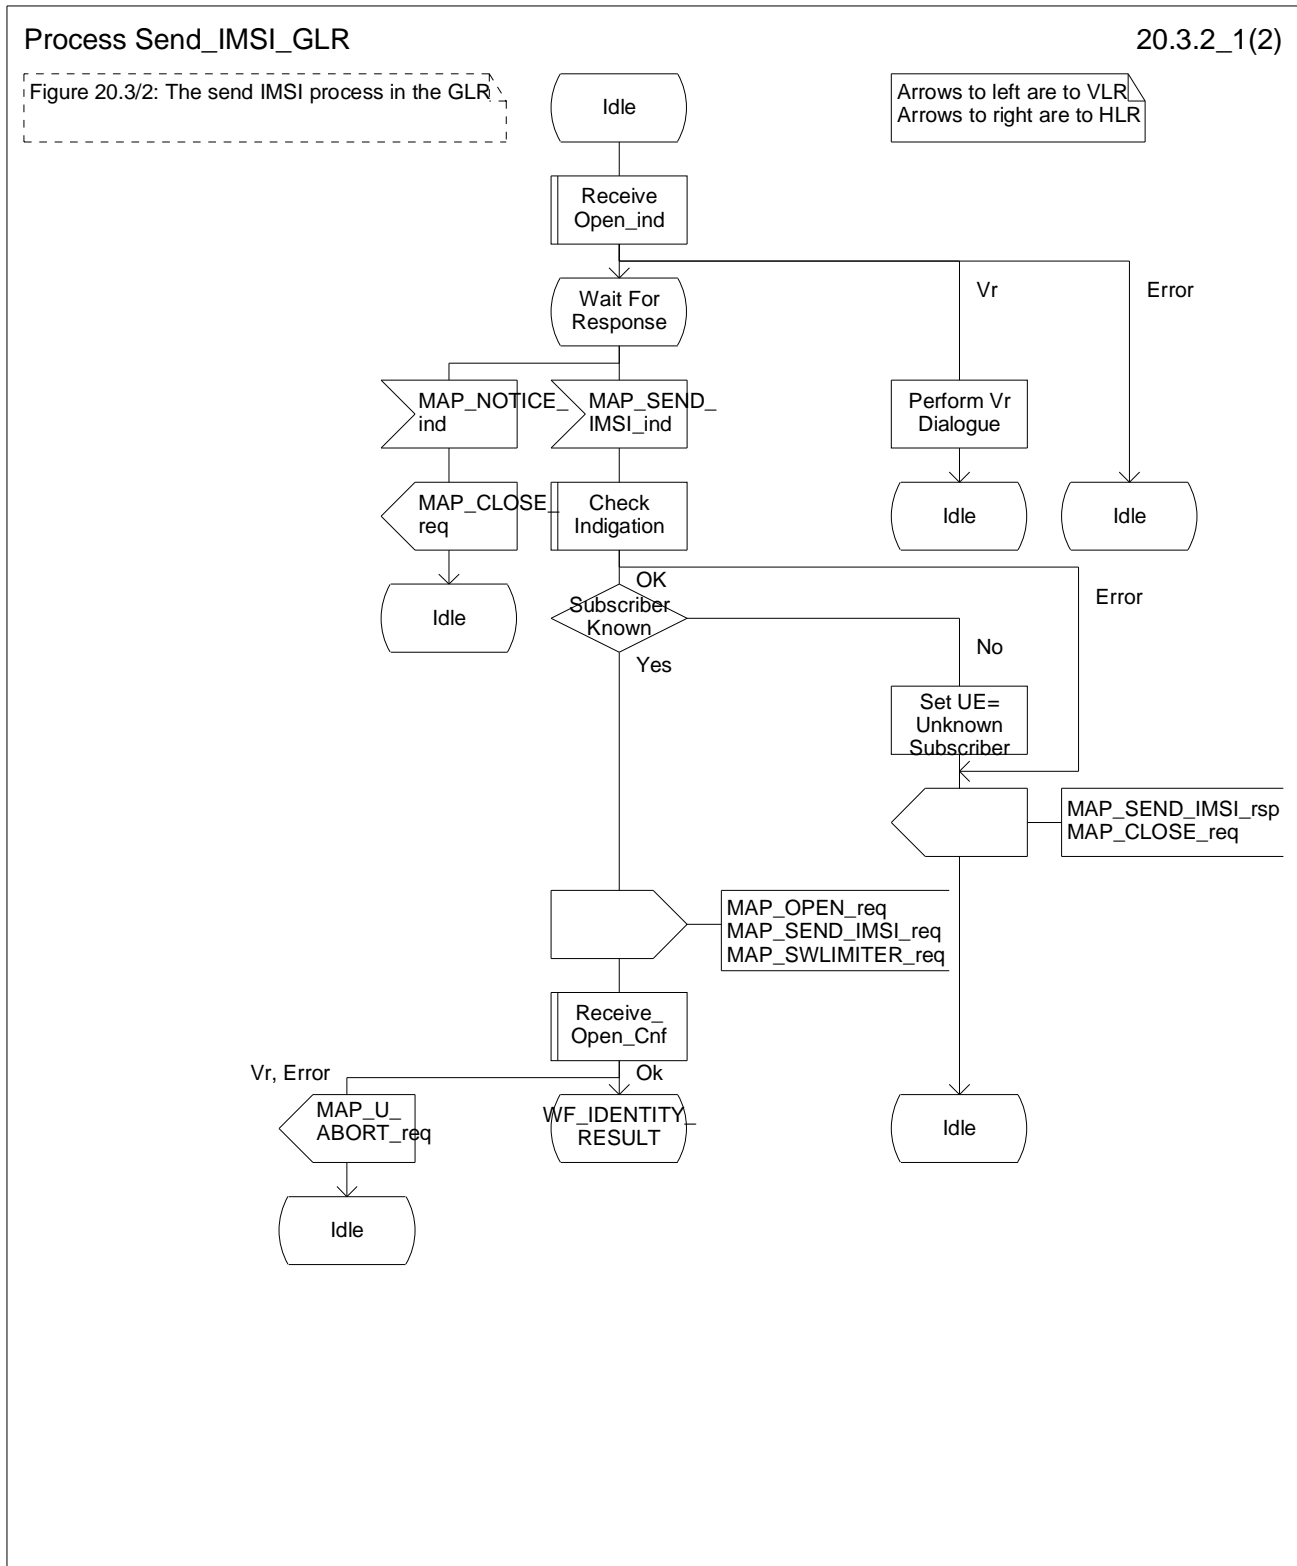 Process Send_IMSI_GLR
20.3.2_1(2)
Figure 20.3/2: The send IMSI process in the GLR
Idle
Arrows to left are to VLR
Arrows to right are to HLR
Receive
Open_ind
Wait For
Response
Vr
Error
MAP_NOTICE_
ind
MAP_SEND_
IMSI_ind
Perform Vr
Dialogue
MAP_CLOSE_
req
Check
Indigation
Idle
Idle
OK
Error
Idle
Subscriber
Known
No
Yes
Set UE=
Unknown
Subscriber
MAP_SEND_IMSI_rsp
MAP_CLOSE_req
MAP_OPEN_req
MAP_SEND_IMSI_req
MAP_SWLIMITER_req
Receive_
Open_Cnf
Vr, Error
Ok
MAP_U_
ABORT_req
WF_IDENTITY_
RESULT
Idle
Idle